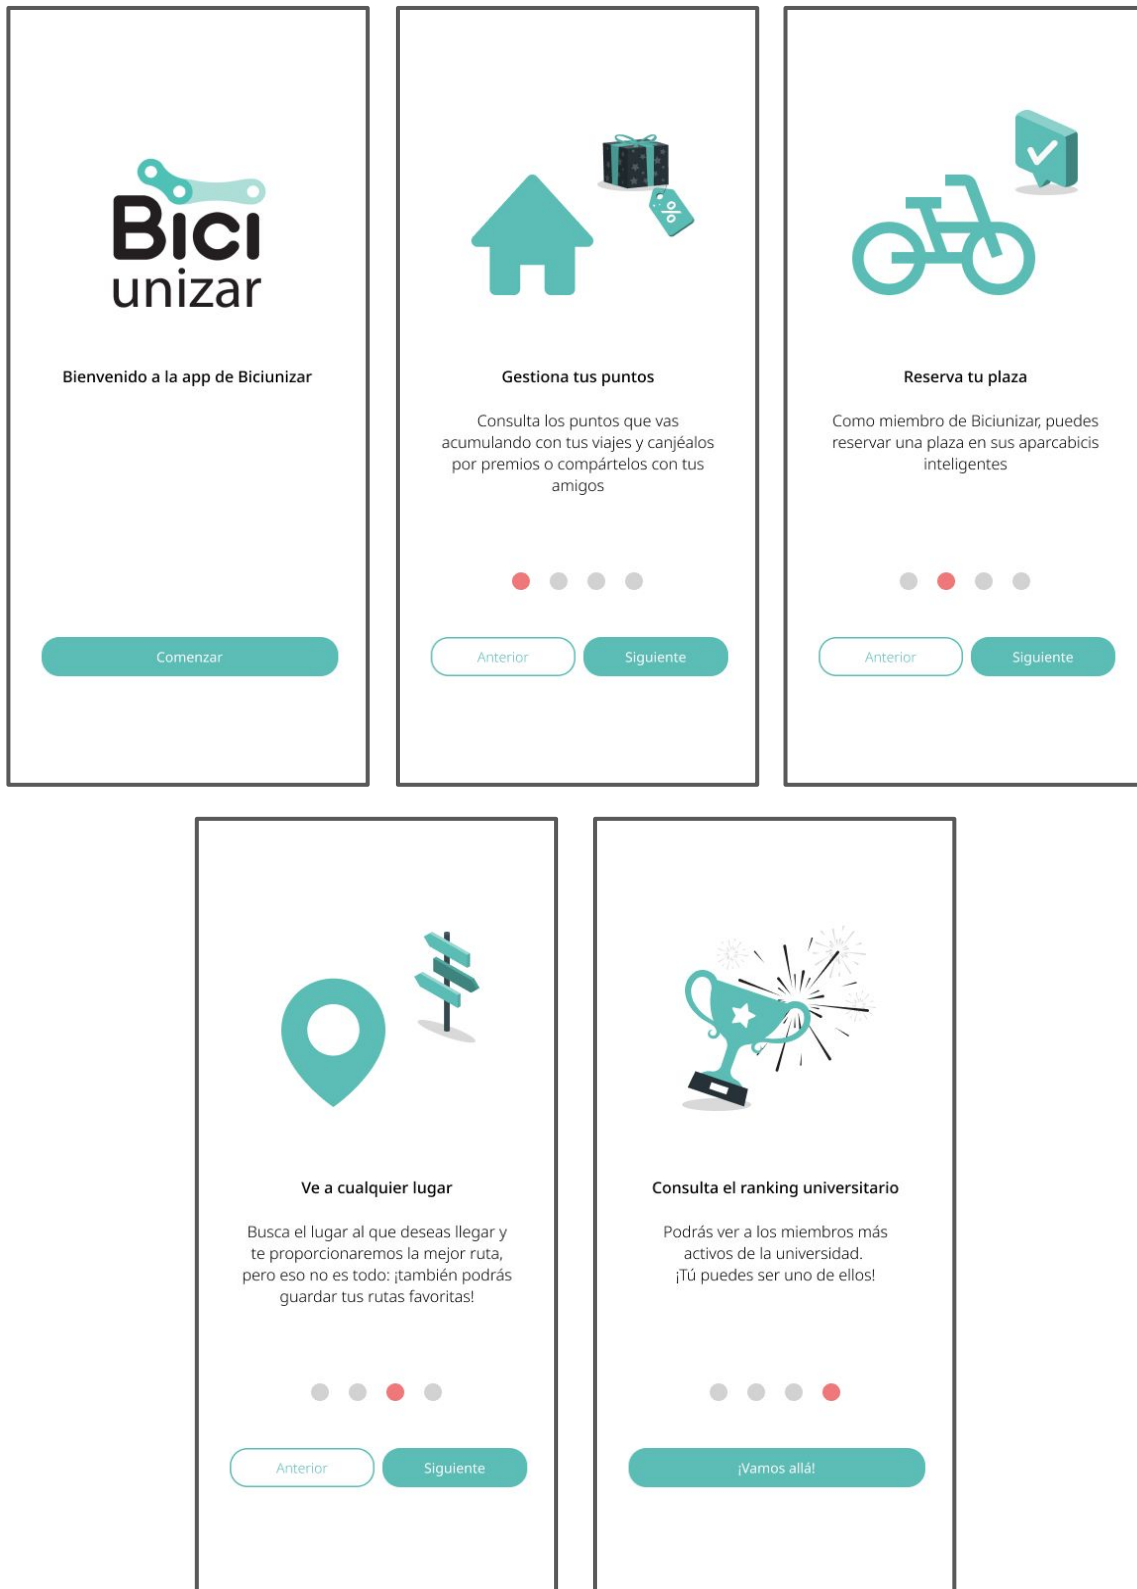 Bici
unizar
Bienvenido a la app de Biciunizar
Comenzar
%
Gestiona tus puntos
Consulta los puntos que vas
acumulando con tus viajes y canjéalos
por premios o compártelos con tus
amigos
Anterior
Siguiente
Reserva tu plaza
Como miembro de Biciunizar, puedes
reservar una plaza en sus aparcabicis
inteligentes
Anterior
Siguiente
Ve a cualquier lugar
Busca el lugar al que deseas llegar y
te proporcionaremos la mejor ruta,
pero eso no es todo: ¡también podrás
guardar tus rutas favoritas!
Anterior
Siguiente
Consulta el ranking universitario
Podrás ver a los miembros más
activos de la universidad.
¡Tú puedes ser uno de ellos!
¡Vamos allá!